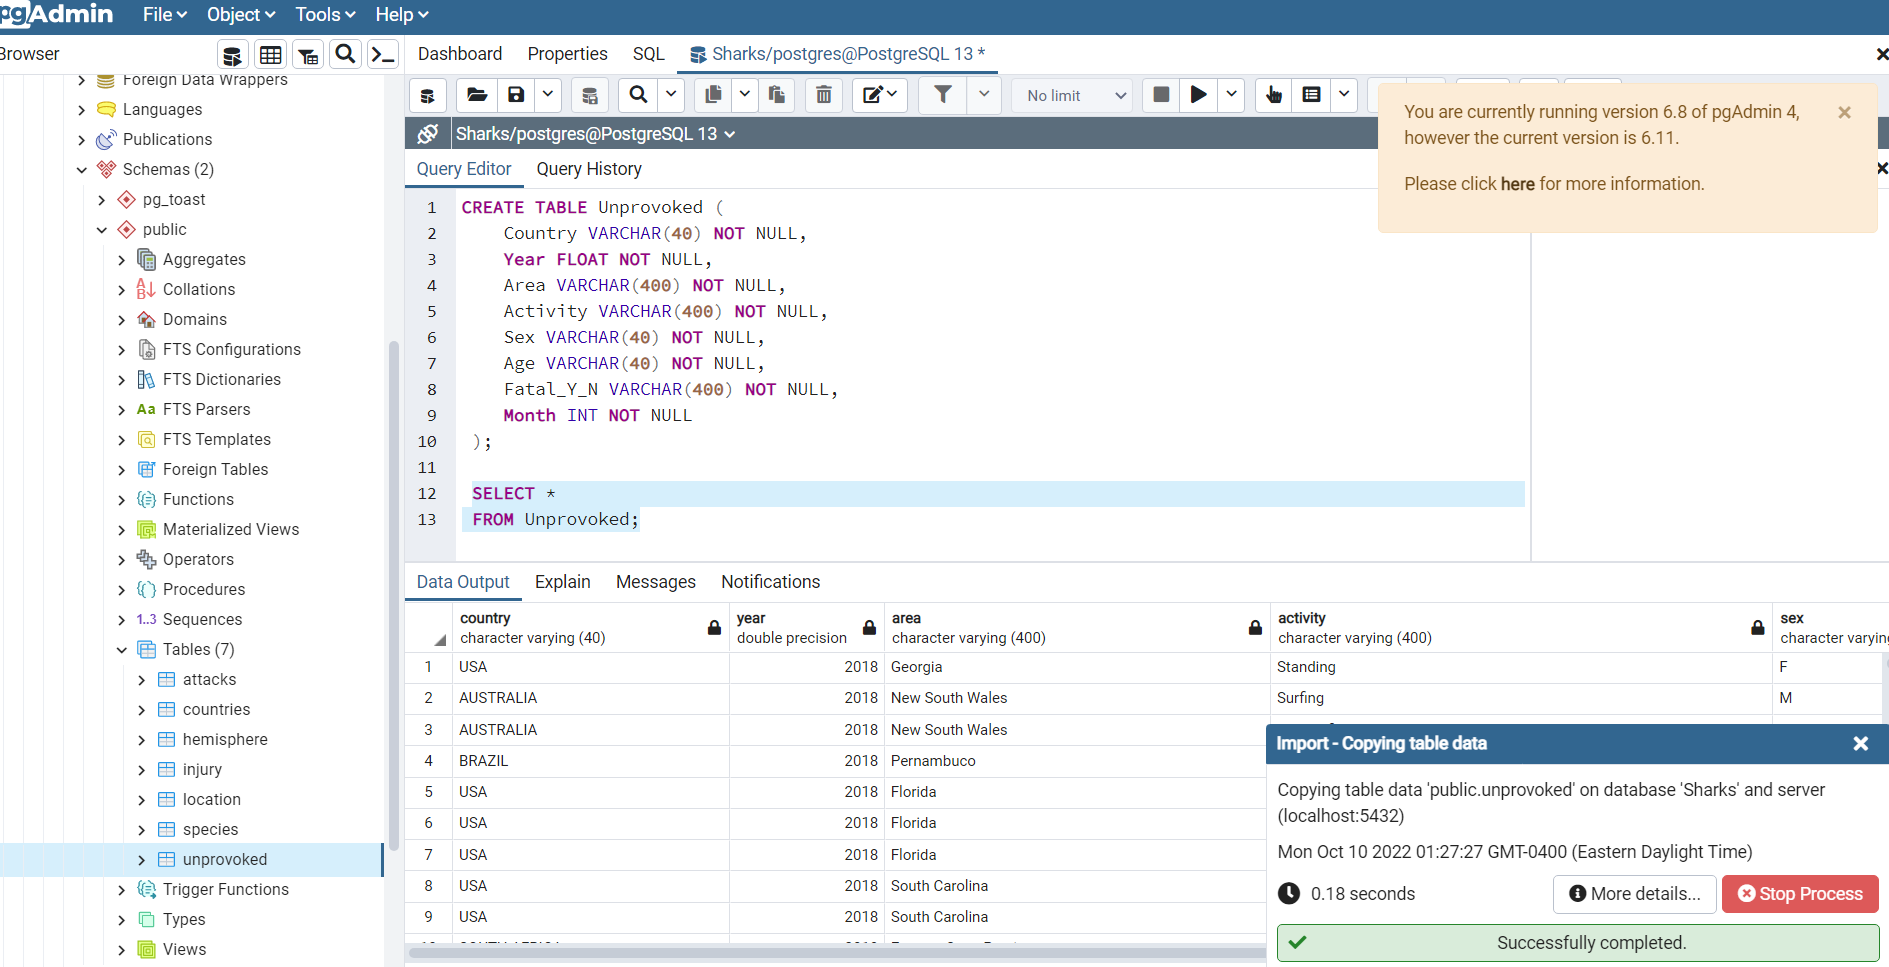 pgAdmin File Object Tools Help
Browser
Dashboard Properties SQL Sharks/postgres@PostgreSQL 13 *
Foreign Data Wrappers
Languages
Publications
Schemas (2)
pg_toast
public
Aggregates
Collations
Domains
FTS Configurations
FTS Dictionaries
Aa FTS Parsers
FTS Templates
Foreign Tables
Functions
Materialized Views
Operators
Procedures
1..3 Sequences
Tables (7)
attacks
countries
hemisphere
injury
location
species
unprovoked
Trigger Functions
Types
Views
No limit
Sharks/postgres@PostgreSQL 13
You are currently running version 6.8 of pgAdmin 4,
however the current version is 6.11.
Please click here for more information.
Query Editor Query History
1 CREATE TABLE Unprovoked (
2 Country VARCHAR(40) NOT NULL,
3 Year FLOAT NOT NULL,
4 Area VARCHAR(400) NOT NULL,
5 Activity VARCHAR(400) NOT NULL,
6 Sex VARCHAR(40) NOT NULL,
7 Age VARCHAR(40) NOT NULL,
8 Fatal_Y_N VARCHAR(400) NOT NULL,
9 Month INT NOT NULL
10 );
11
12 SELECT *
13 FROM Unprovoked;
Data Output Explain Messages Notifications
country year area activity sex
character varying (40) double precision character varying (400) character varying (400) character varying
1 USA 2018 Georgia Standing F
2 AUSTRALIA 2018 New South Wales Surfing M
3 AUSTRALIA 2018 New South Wales
4 BRAZIL 2018 Pernambuco
5 USA 2018 Florida
6 USA 2018 Florida
7 USA 2018 Florida
8 USA 2018 South Carolina
9 USA 2018 South Carolina
Import - Copying table data
Copying table data 'public.unprovoked' on database 'Sharks' and server
(localhost:5432)
Mon Oct 10 2022 01:27:27 GMT-0400 (Eastern Daylight Time)
0.18 seconds More details... Stop Process
Successfully completed.